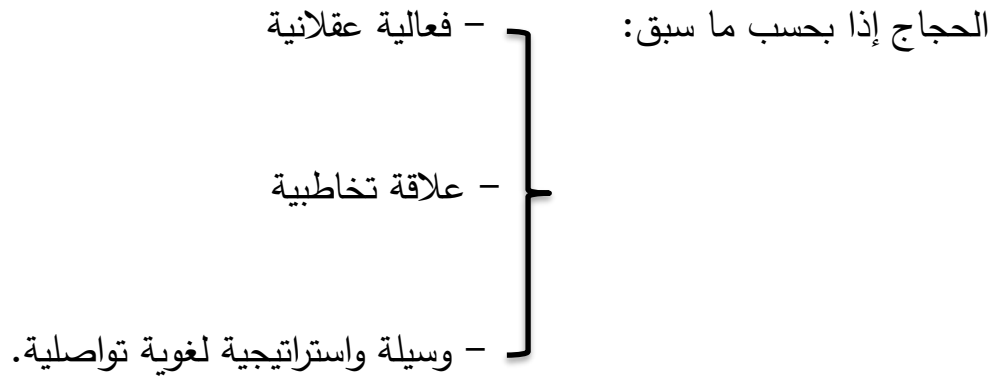 الحجاج إذا بحسب ما سبق:
- فعالية عقلانية
- علاقة تخاطبية
- وسيلة واستراتيجية لغوية تواصلية.